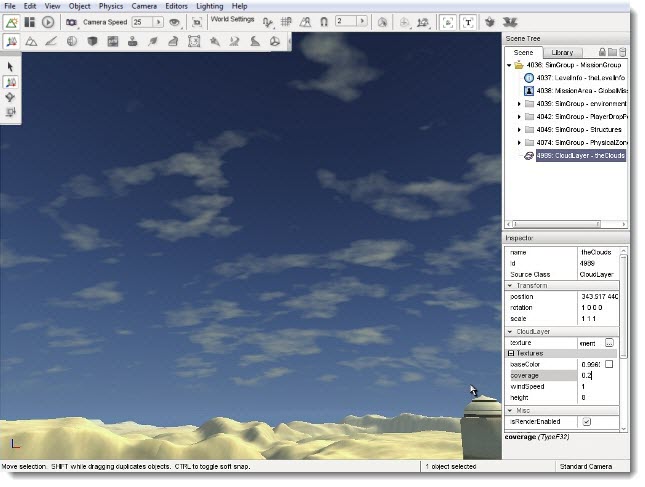 File Edit View Object Physics Camera Editors Lighting Help
Camera Speed 25 World Settings 2
Scene Tree
Scene Library
4036: SimGroup - MissionGroup
4037: LevelInfo - theLevelInfo
4038: MissionArea - GlobalMis
4039: SimGroup - environment
4042: SimGroup - PlayerDropP
4049: SimGroup - Structures
4074: SimGroup - PhysicalZon
4989: CloudLayer - theClouds
Inspector
name theClouds
id 4989
Source Class CloudLayer
Transform
position 343.517 440
rotation 1 0 0 0
scale 1 1 1
CloudLayer
texture ment ...
Textures
baseColor 0.996
coverage 0.2
windSpeed 1
height 8
Misc
isRenderEnabled
coverage (TypeF32)
Move selection. SHIFT while dragging duplicates objects. CTRL to toggle soft snap. 1 object selected Standard Camera